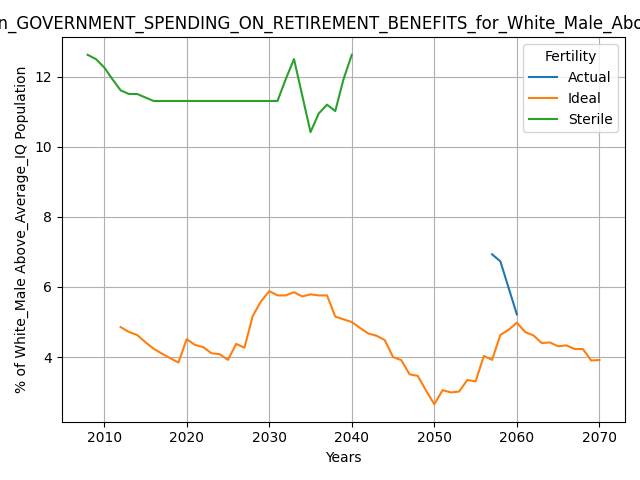 n_GOVERNMENT_SPENDING_ON_RETIREMENT_BENEFITS_for_White_Male_Abo
Fertility
Actual
Ideal
Sterile
% of White_Male Above_Average_IQ Population
12
10
8
6
4
2010 2020 2030 2040 2050 2060 2070
Years